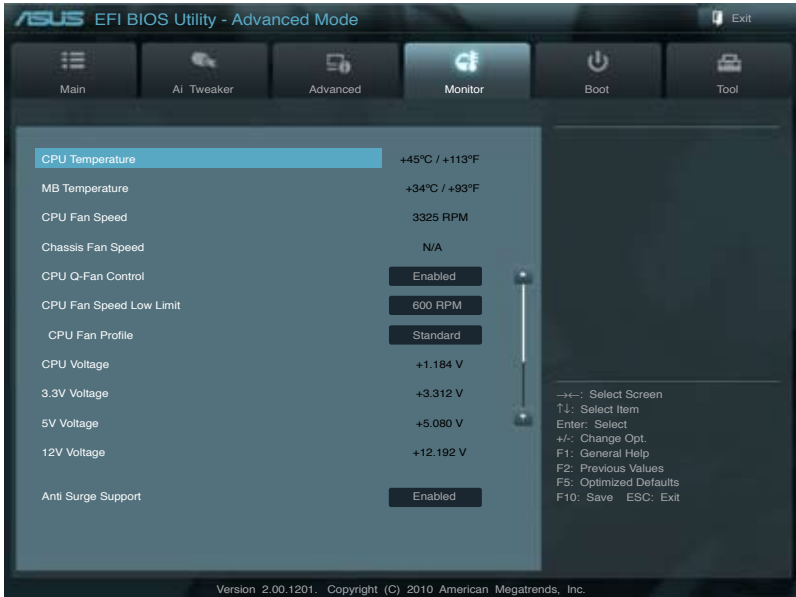 ASUS EFI BIOS Utility - Advanced Mode
Exit
Main
Ai Tweaker
Advanced
Monitor
Boot
Tool
CPU Temperature +45ºC / +113ºF
MB Temperature +34ºC / +93ºF
CPU Fan Speed 3325 RPM
Chassis Fan Speed N/A
CPU Q-Fan Control Enabled
CPU Fan Speed Low Limit 600 RPM
CPU Fan Profile Standard
CPU Voltage +1.184 V
3.3V Voltage +3.312 V
5V Voltage +5.080 V
12V Voltage +12.192 V
Anti Surge Support Enabled
→←: Select Screen
↑↓: Select Item
Enter: Select
+/-: Change Opt.
F1: General Help
F2: Previous Values
F5: Optimized Defaults
F10: Save ESC: Exit
Version 2.00.1201. Copyright (C) 2010 American Megatrends, Inc.